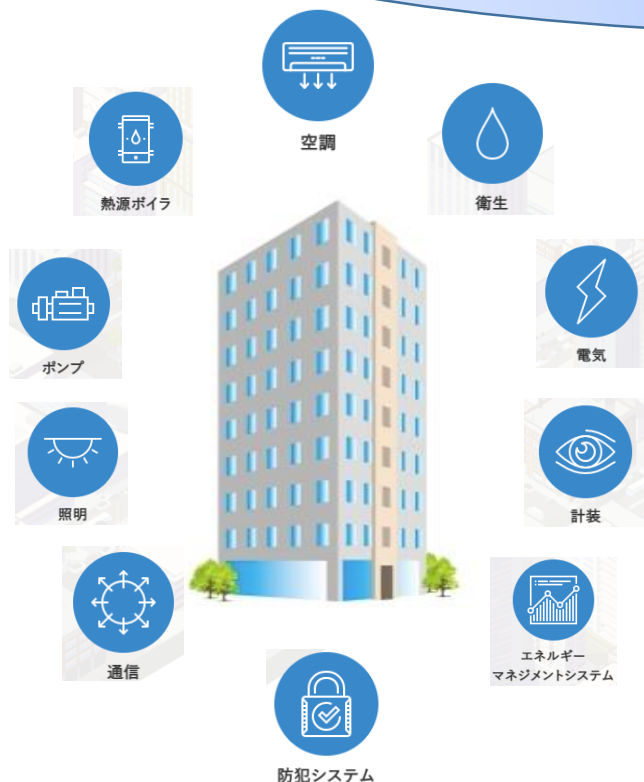 空調
熱源ボイラ
衛生
ポンプ
電気
照明
計装
通信
エネルギー
マネジメントシステム
防犯システム